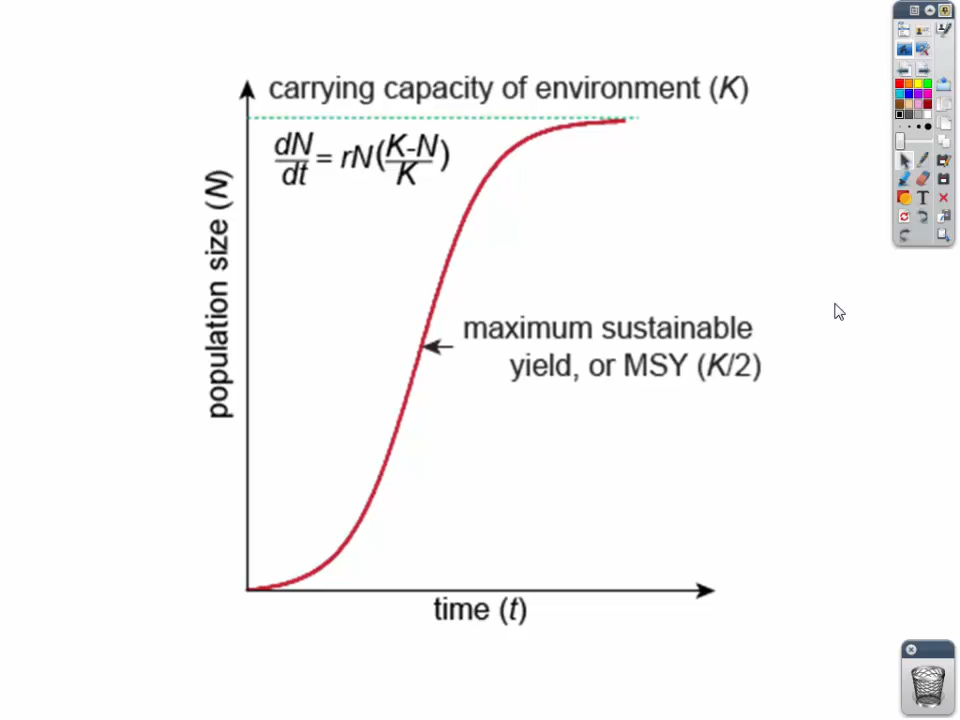 carrying capacity of environment (K)
dN/dt = rN(K-N/K)
population size (N)
maximum sustainable
yield, or MSY (K/2)
time (t)
T